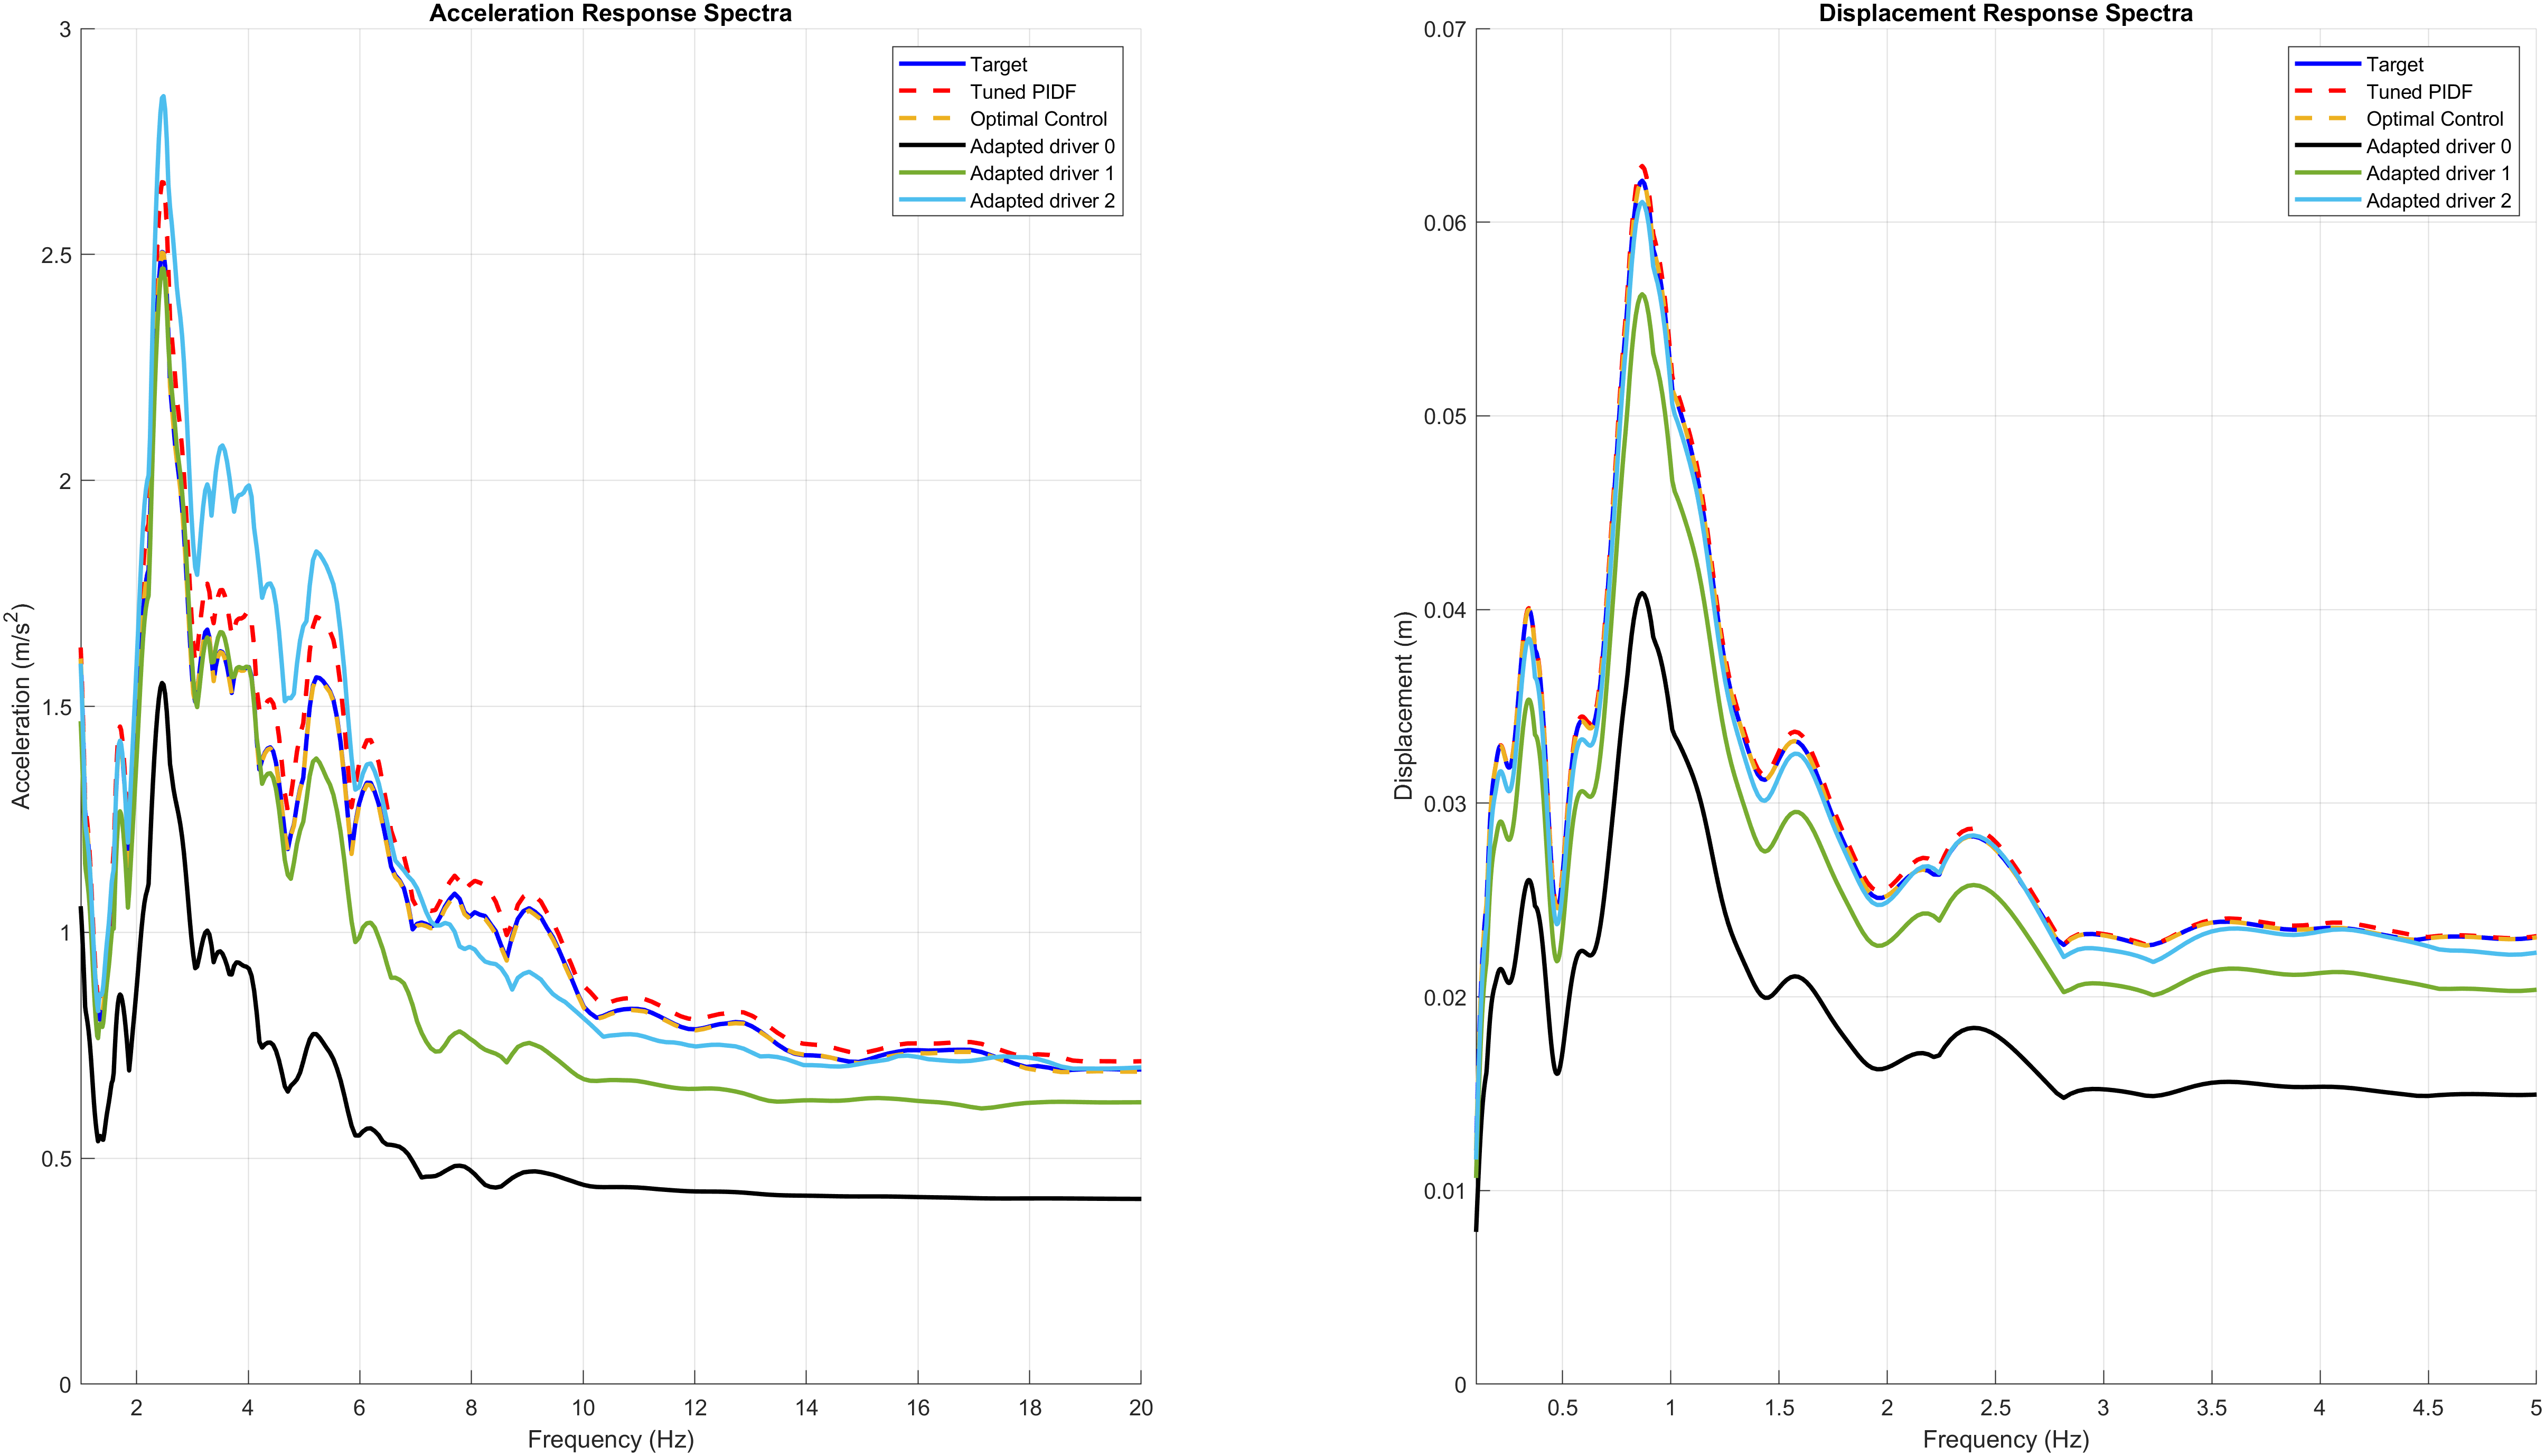 Acceleration Response Spectra
3
2.5
2
1.5
1
0.5
0
Acceleration (m/s²)
2 4 6 8 10 12 14 16 18 20
Frequency (Hz)
Target
Tuned PIDF
Optimal Control
Adapted driver 0
Adapted driver 1
Adapted driver 2
Displacement Response Spectra
0.07
0.06
0.05
0.04
0.03
0.02
0.01
0
Displacement (m)
0.5 1 1.5 2 2.5 3 3.5 4 4.5 5
Frequency (Hz)
Target
Tuned PIDF
Optimal Control
Adapted driver 0
Adapted driver 1
Adapted driver 2